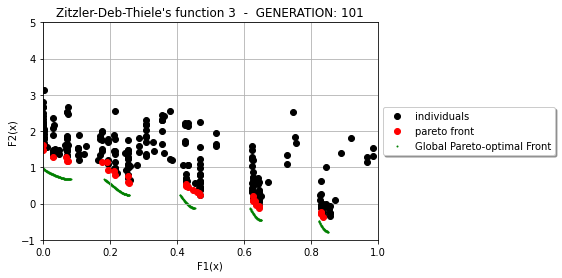 Zitzler-Deb-Thiele's function 3 - GENERATION: 101
5
4
3
2
1
0
−1
F2(x)
0.0 0.2 0.4 0.6 0.8 1.0
F1(x)
individuals
pareto front
Global Pareto-optimal Front